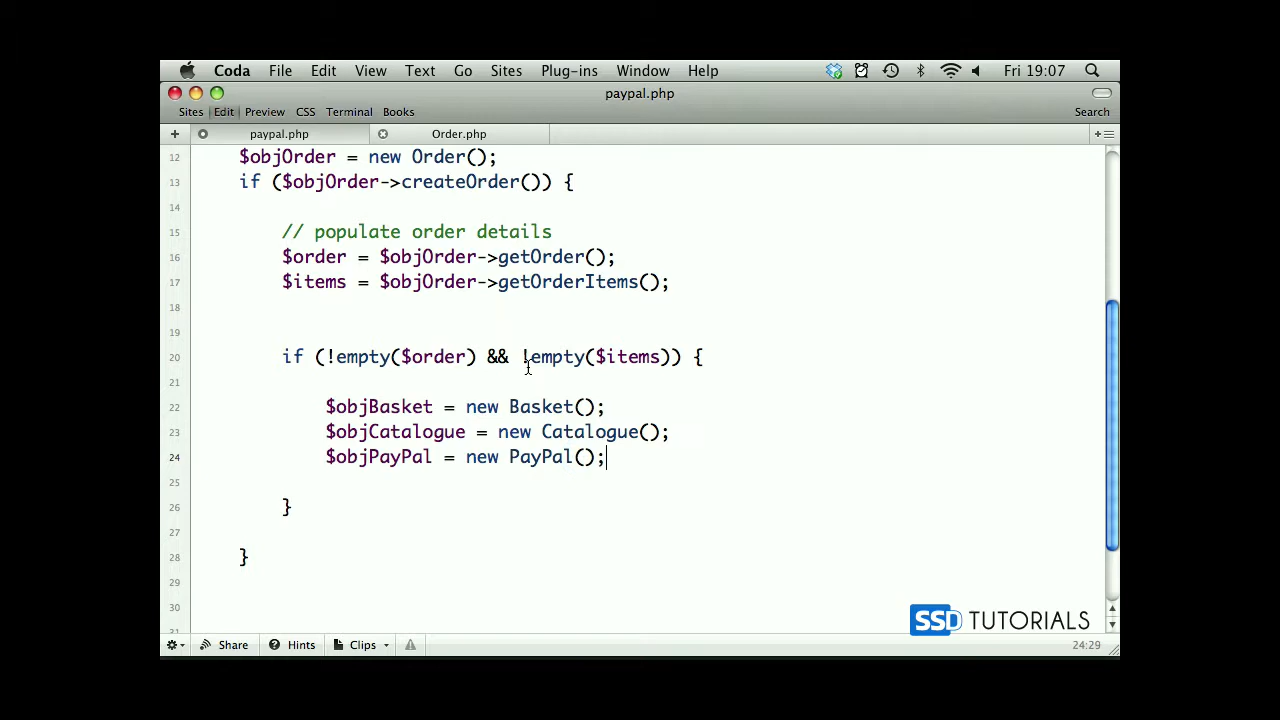 Coda File Edit View Text Go Sites Plug-ins Window Help Fri 19:07
paypal.php
Sites Edit Preview CSS Terminal Books Search
+ paypal.php Order.php +
12 $objOrder = new Order();
13 if ($objOrder->createOrder()) {
14
15 // populate order details
16 $order = $objOrder->getOrder();
17 $items = $objOrder->getOrderItems();
18
19
20 if (!empty($order) && !empty($items)) {
21
22 $objBasket = new Basket();
23 $objCatalogue = new Catalogue();
24 $objPayPal = new PayPal();
25
26 }
27
28 }
29
30
31
SSD TUTORIALS
Share Hints Clips 24:29